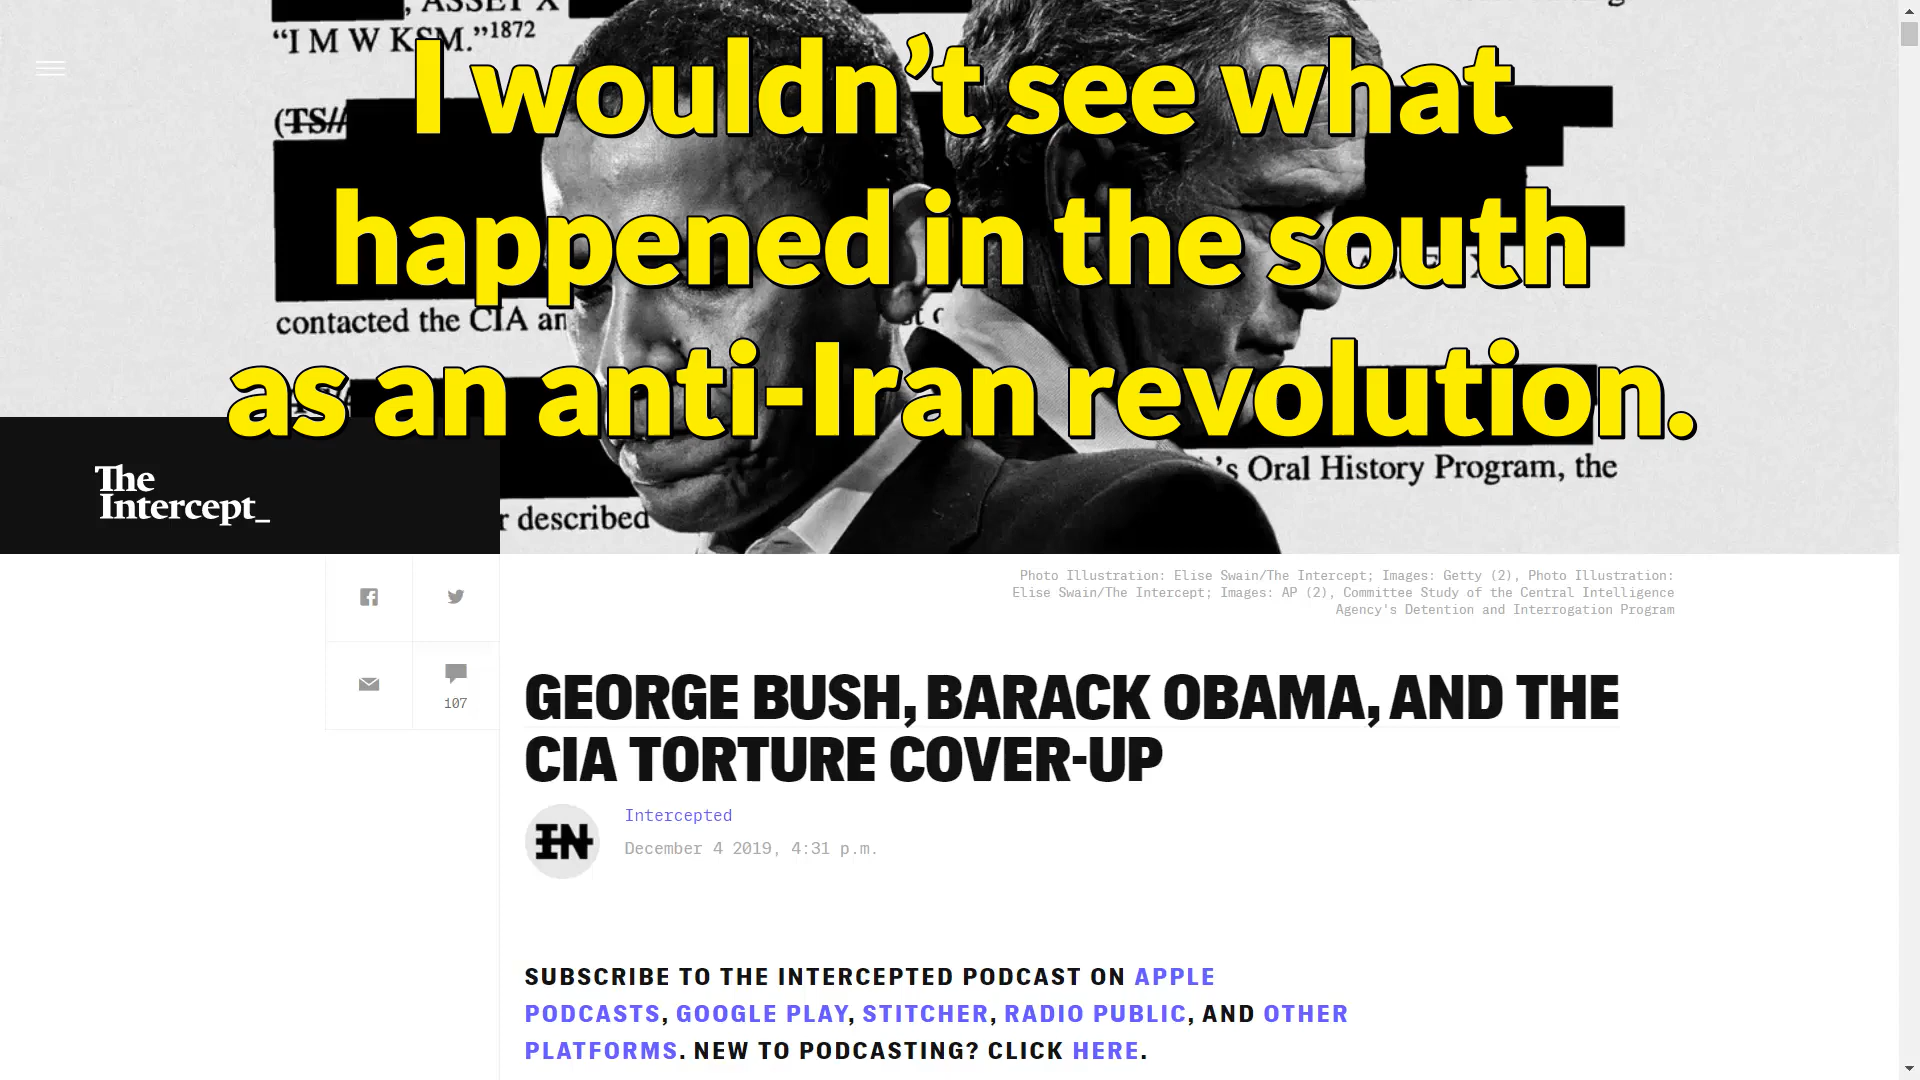 , ASSET X
“I M W KSM.”1872
(TS//
I wouldn’t see what
happened in the south
as an anti-Iran revolution.
contacted the CIA an
’s Oral History Program, the
r described
The
Intercept_
107
Photo Illustration: Elise Swain/The Intercept; Images: Getty (2), Photo Illustration:
Elise Swain/The Intercept; Images: AP (2), Committee Study of the Central Intelligence
Agency's Detention and Interrogation Program
GEORGE BUSH, BARACK OBAMA, AND THE
CIA TORTURE COVER-UP
IN
Intercepted
December 4 2019, 4:31 p.m.
SUBSCRIBE TO THE INTERCEPTED PODCAST ON APPLE
PODCASTS, GOOGLE PLAY, STITCHER, RADIO PUBLIC, AND OTHER
PLATFORMS. NEW TO PODCASTING? CLICK HERE.